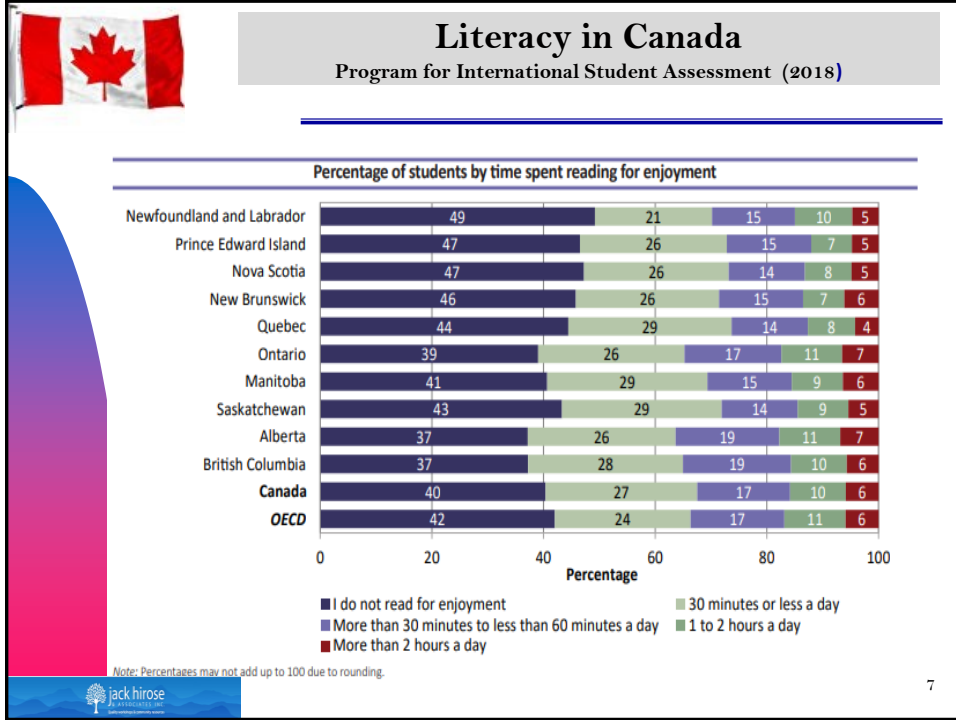 Literacy in Canada
Program for International Student Assessment (2018)
Percentage of students by time spent reading for enjoyment
Newfoundland and Labrador 49 21 15 10 5
Prince Edward Island 47 26 15 7 5
Nova Scotia 47 26 14 8 5
New Brunswick 46 26 15 7 6
Quebec 44 29 14 8 4
Ontario 39 26 17 11 7
Manitoba 41 29 15 9 6
Saskatchewan 43 29 14 9 5
Alberta 37 26 19 11 7
British Columbia 37 28 19 10 6
Canada 40 27 17 10 6
OECD 42 24 17 11 6
0 20 40 60 80 100
Percentage
I do not read for enjoyment 30 minutes or less a day
More than 30 minutes to less than 60 minutes a day 1 to 2 hours a day
More than 2 hours a day
Note: Percentages may not add up to 100 due to rounding.
7
jack hirose
& ASSOCIATES INC